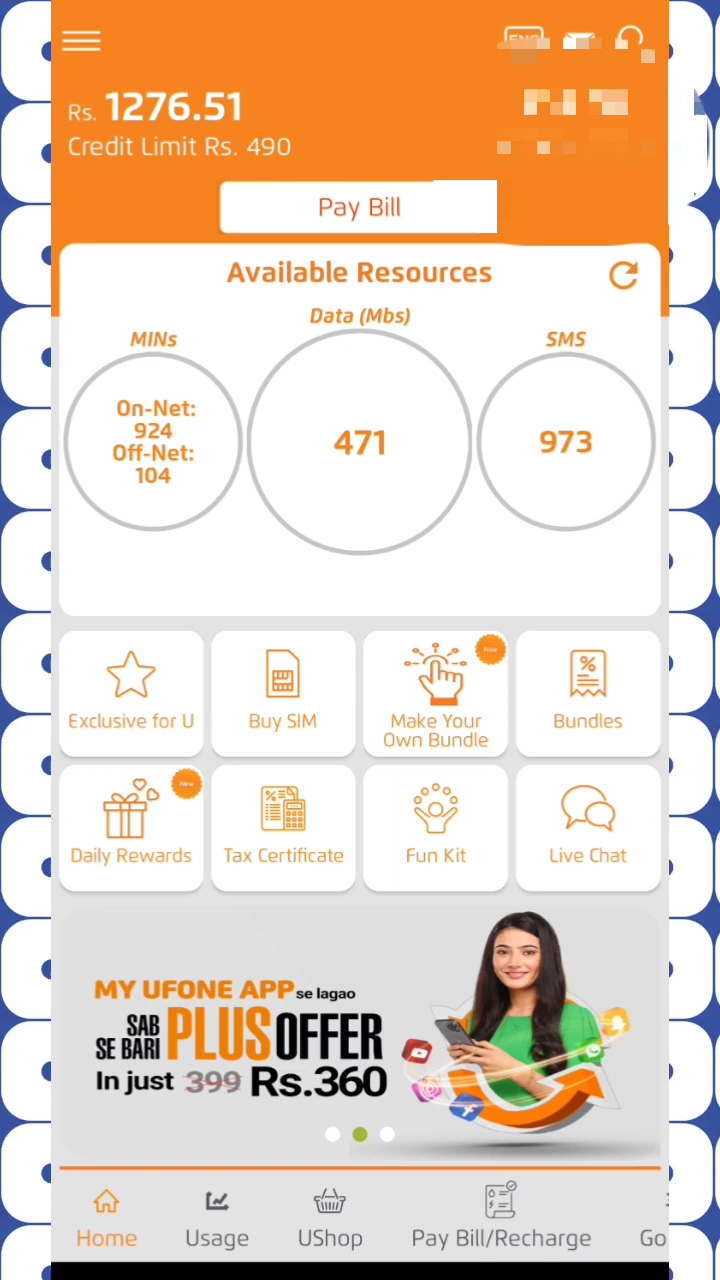 ENG
Rs. 1276.51
Credit Limit Rs. 490
Pay Bill
Available Resources
MINs
Data (Mbs)
SMS
On-Net:
924
Off-Net:
104
471
973
New
Exclusive for U
Buy SIM
Make Your
Own Bundle
Bundles
New
Daily Rewards
Tax Certificate
Fun Kit
Live Chat
MY UFONE APP se lagao
SAB
SE BARI PLUS OFFER
In just 399 Rs.360
Home
Usage
UShop
Pay Bill/Recharge
Go